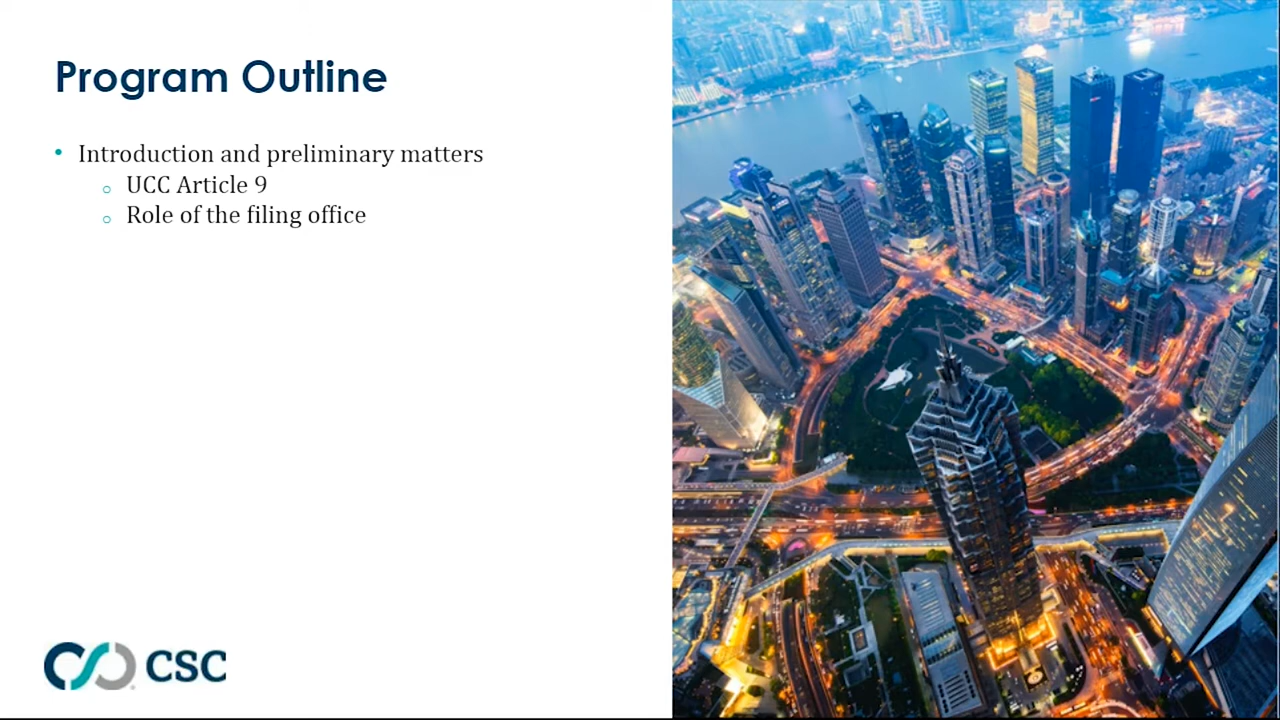 Program Outline
• Introduction and preliminary matters
o UCC Article 9
o Role of the filing office
CSC